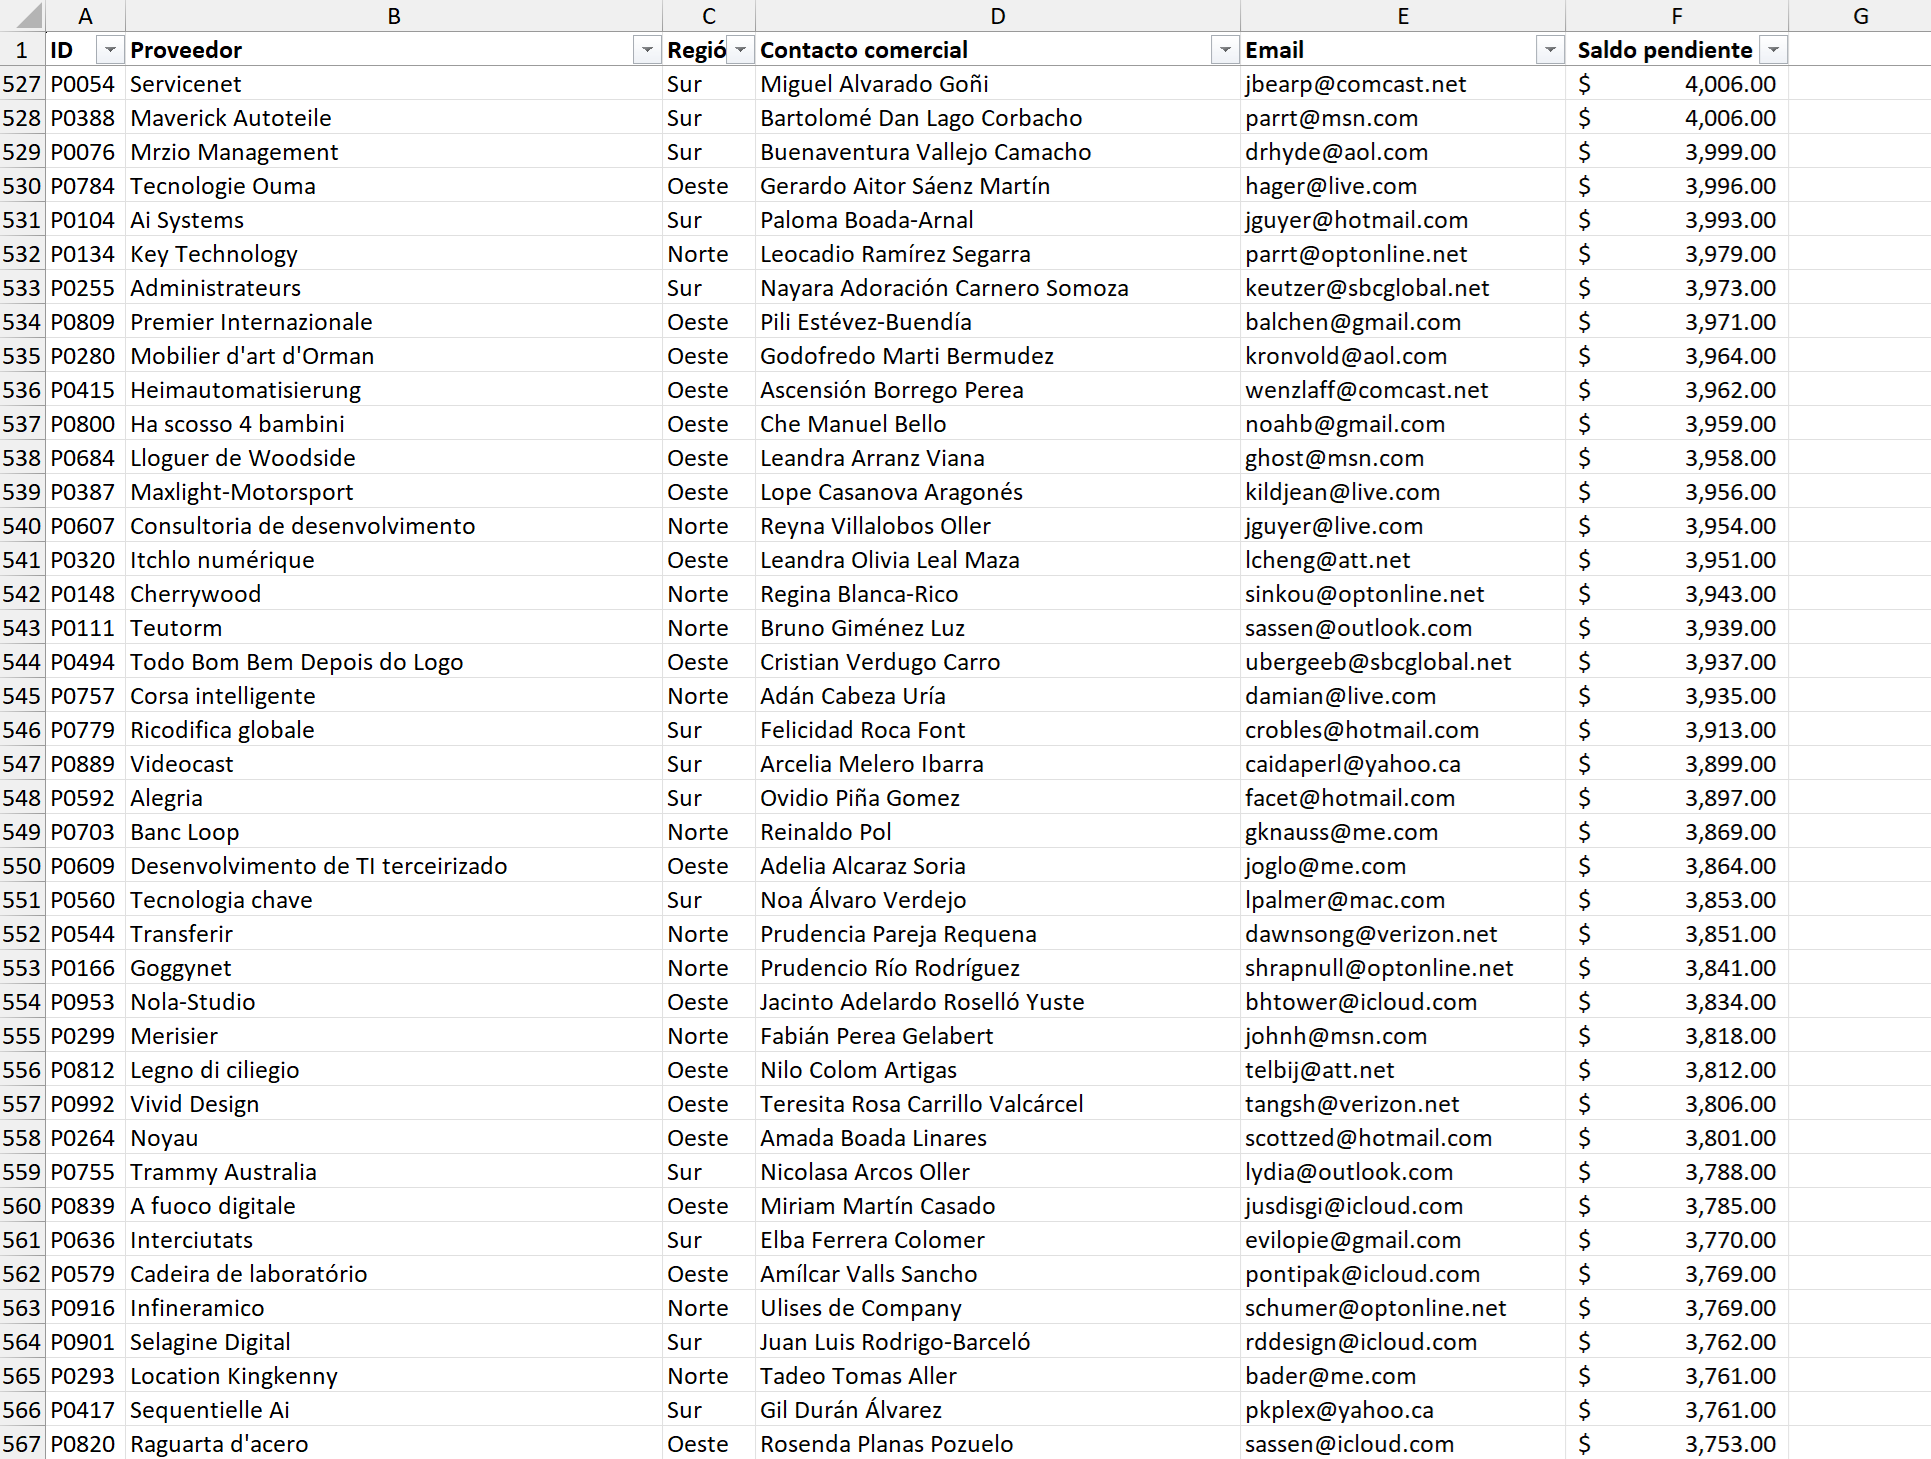 A B C D E F G
1 ID Proveedor Regió Contacto comercial Email Saldo pendiente
527 P0054 Servicenet Sur Miguel Alvarado Goñi jbearp@comcast.net $ 4,006.00
528 P0388 Maverick Autoteile Sur Bartolomé Dan Lago Corbacho parrt@msn.com $ 4,006.00
529 P0076 Mrzio Management Sur Buenaventura Vallejo Camacho drhyde@aol.com $ 3,999.00
530 P0784 Tecnologie Ouma Oeste Gerardo Aitor Sáenz Martín hager@live.com $ 3,996.00
531 P0104 Ai Systems Sur Paloma Boada-Arnal jguyer@hotmail.com $ 3,993.00
532 P0134 Key Technology Norte Leocadio Ramírez Segarra parrt@optonline.net $ 3,979.00
533 P0255 Administrateurs Sur Nayara Adoración Carnero Somoza keutzer@sbcglobal.net $ 3,973.00
534 P0809 Premier Internazionale Oeste Pili Estévez-Buendía balchen@gmail.com $ 3,971.00
535 P0280 Mobilier d'art d'Orman Oeste Godofredo Marti Bermudez kronvold@aol.com $ 3,964.00
536 P0415 Heimautomatisierung Oeste Ascensión Borrego Perea wenzlaff@comcast.net $ 3,962.00
537 P0800 Ha scosso 4 bambini Oeste Che Manuel Bello noahb@gmail.com $ 3,959.00
538 P0684 Lloguer de Woodside Oeste Leandra Arranz Viana ghost@msn.com $ 3,958.00
539 P0387 Maxlight-Motorsport Oeste Lope Casanova Aragonés kildjean@live.com $ 3,956.00
540 P0607 Consultoria de desenvolvimento Norte Reyna Villalobos Oller jguyer@live.com $ 3,954.00
541 P0320 Itchlo numérique Oeste Leandra Olivia Leal Maza lcheng@att.net $ 3,951.00
542 P0148 Cherrywood Norte Regina Blanca-Rico sinkou@optonline.net $ 3,943.00
543 P0111 Teutorm Norte Bruno Giménez Luz sassen@outlook.com $ 3,939.00
544 P0494 Todo Bom Bem Depois do Logo Oeste Cristian Verdugo Carro ubergeeb@sbcglobal.net $ 3,937.00
545 P0757 Corsa intelligente Norte Adán Cabeza Uría damian@live.com $ 3,935.00
546 P0779 Ricodifica globale Sur Felicidad Roca Font crobles@hotmail.com $ 3,913.00
547 P0889 Videocast Sur Arcelia Melero Ibarra caidaperl@yahoo.ca $ 3,899.00
548 P0592 Alegria Sur Ovidio Piña Gomez facet@hotmail.com $ 3,897.00
549 P0703 Banc Loop Norte Reinaldo Pol gknauss@me.com $ 3,869.00
550 P0609 Desenvolvimento de TI terceirizado Oeste Adelia Alcaraz Soria joglo@me.com $ 3,864.00
551 P0560 Tecnologia chave Sur Noa Álvaro Verdejo lpalmer@mac.com $ 3,853.00
552 P0544 Transferir Norte Prudencia Pareja Requena dawnsong@verizon.net $ 3,851.00
553 P0166 Goggynet Norte Prudencio Río Rodríguez shrapnull@optonline.net $ 3,841.00
554 P0953 Nola-Studio Oeste Jacinto Adelardo Roselló Yuste bhtower@icloud.com $ 3,834.00
555 P0299 Merisier Norte Fabián Perea Gelabert johnh@msn.com $ 3,818.00
556 P0812 Legno di ciliegio Oeste Nilo Colom Artigas telbij@att.net $ 3,812.00
557 P0992 Vivid Design Oeste Teresita Rosa Carrillo Valcárcel tangsh@verizon.net $ 3,806.00
558 P0264 Noyau Oeste Amada Boada Linares scottzed@hotmail.com $ 3,801.00
559 P0755 Trammy Australia Sur Nicolasa Arcos Oller lydia@outlook.com $ 3,788.00
560 P0839 A fuoco digitale Oeste Miriam Martín Casado jusdisgi@icloud.com $ 3,785.00
561 P0636 Interciutats Sur Elba Ferrera Colomer evilopie@gmail.com $ 3,770.00
562 P0579 Cadeira de laboratório Oeste Amílcar Valls Sancho pontipak@icloud.com $ 3,769.00
563 P0916 Infineramico Norte Ulises de Company schumer@optonline.net $ 3,769.00
564 P0901 Selagine Digital Sur Juan Luis Rodrigo-Barceló rddesign@icloud.com $ 3,762.00
565 P0293 Location Kingkenny Norte Tadeo Tomas Aller bader@me.com $ 3,761.00
566 P0417 Sequentielle Ai Sur Gil Durán Álvarez pkplex@yahoo.ca $ 3,761.00
567 P0820 Raguarta d'acero Oeste Rosenda Planas Pozuelo sassen@icloud.com $ 3,753.00